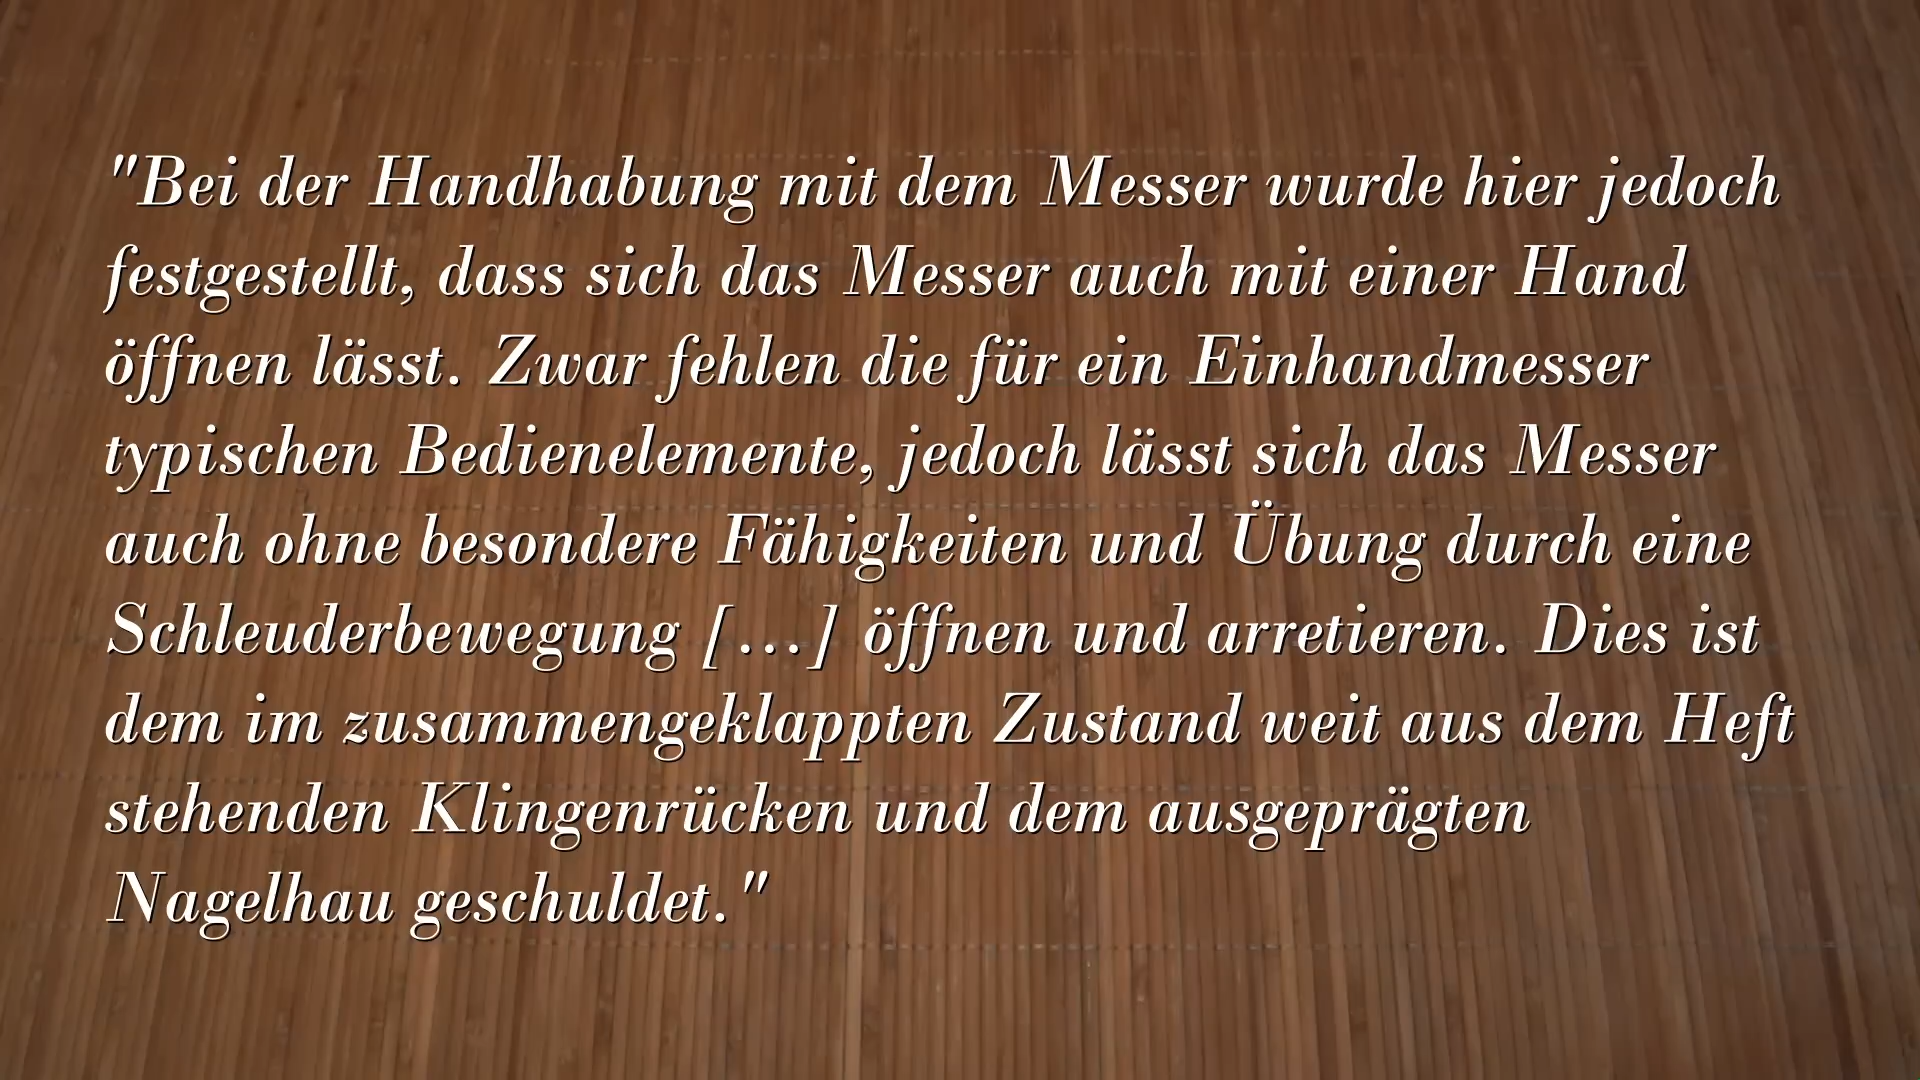 "Bei der Handhabung mit dem Messer wurde hier jedoch
festgestellt, dass sich das Messer auch mit einer Hand
öffnen lässt. Zwar fehlen die für ein Einhandmesser
typischen Bedienelemente, jedoch lässt sich das Messer
auch ohne besondere Fähigkeiten und Übung durch eine
Schleuderbewegung [...] öffnen und arretieren. Dies ist
dem im zusammengeklappten Zustand weit aus dem Heft
stehenden Klingenrücken und dem ausgeprägten
Nagelhau geschuldet."